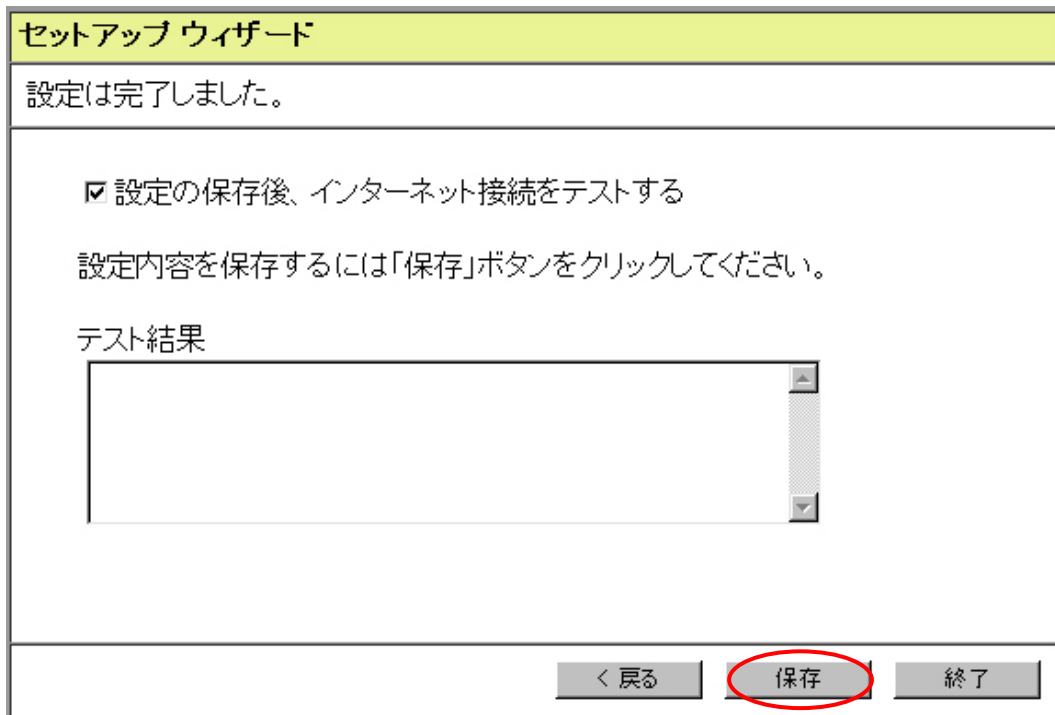 セットアップ ウィザード
設定は完了しました。
設定の保存後、インターネット接続をテストする
設定内容を保存するには「保存」ボタンをクリックしてください。
テスト結果
< 戻る 保存 終了